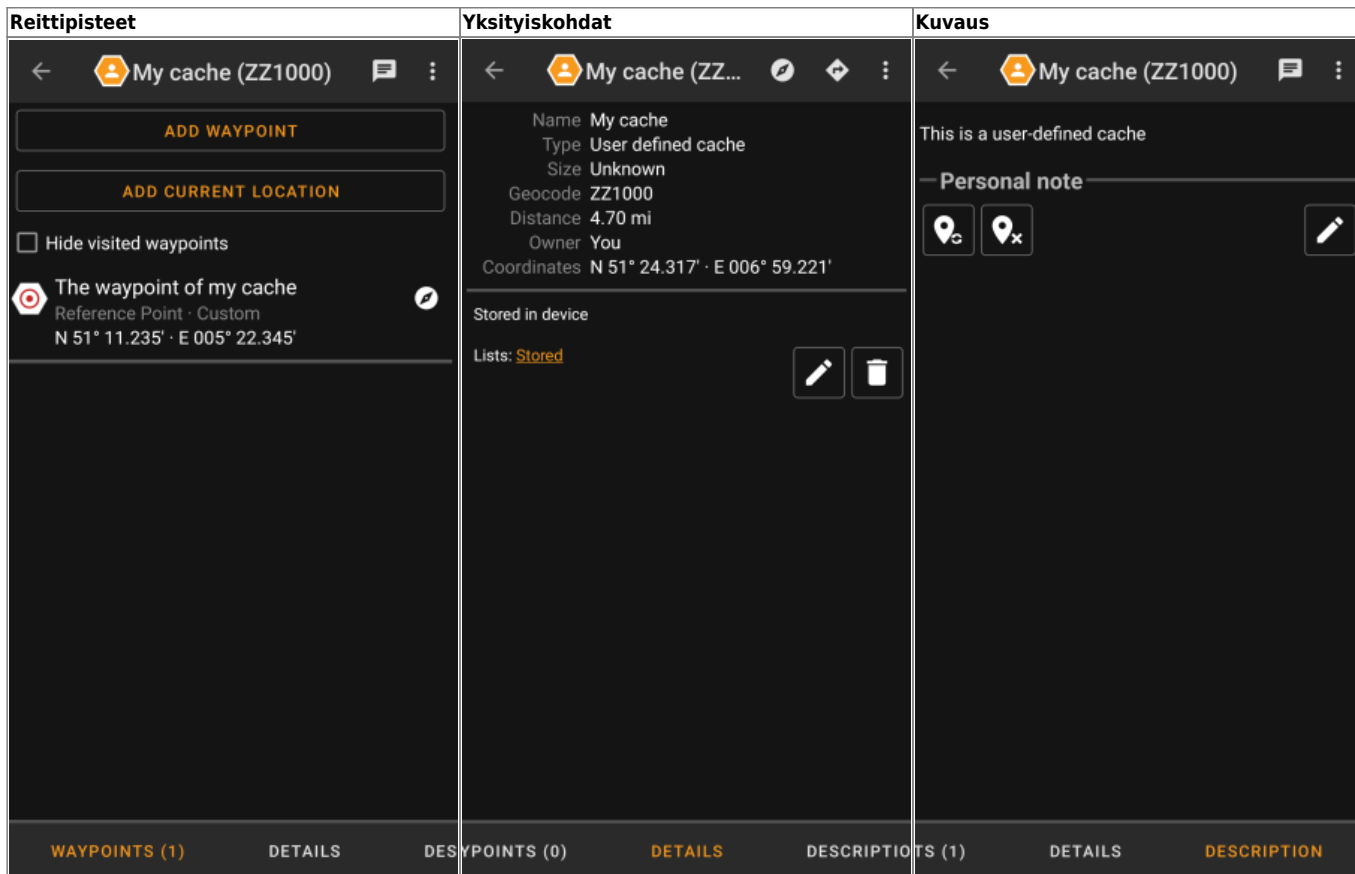 Reittipisteet
My cache (ZZ1000)
ADD WAYPOINT
ADD CURRENT LOCATION
Hide visited waypoints
The waypoint of my cache
Reference Point · Custom
N 51° 11.235' · E 005° 22.345'
WAYPOINTS (1) DETAILS DES
Yksityiskohdat
My cache (ZZ...
Name My cache
Type User defined cache
Size Unknown
Geocode ZZ1000
Distance 4.70 mi
Owner You
Coordinates N 51° 24.317' · E 006° 59.221'
Stored in device
Lists: Stored
YPOINTS (0) DETAILS DESCRIPTIO
Kuvaus
My cache (ZZ1000)
This is a user-defined cache
Personal note
TS (1) DETAILS DESCRIPTION